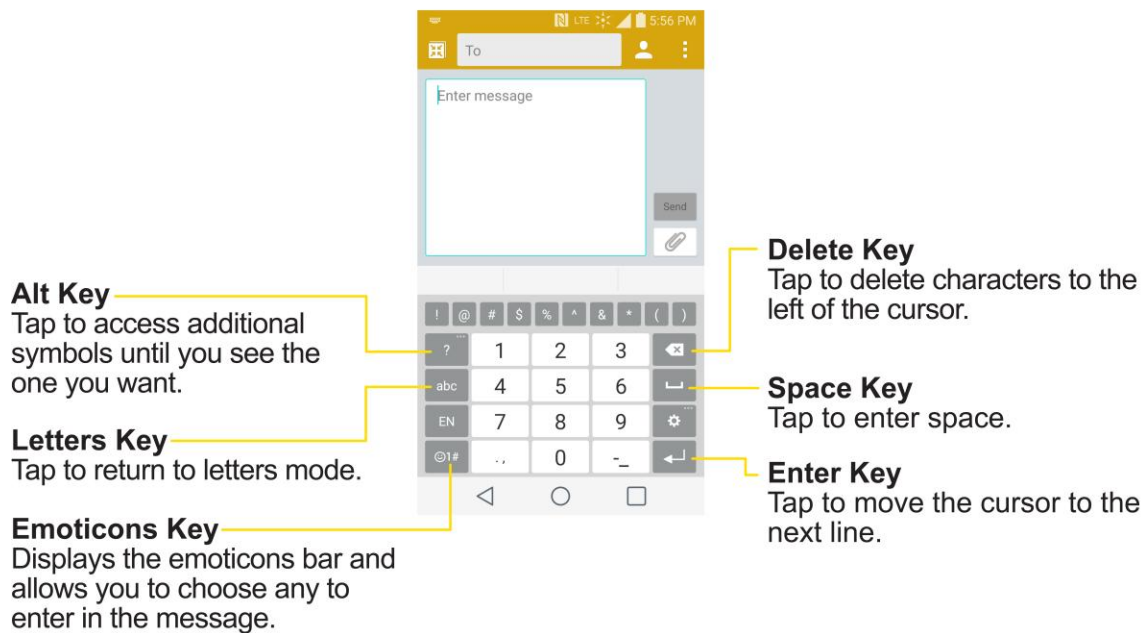 LTE 5:56 PM
To
Enter message
Send
Alt Key
Tap to access additional
symbols until you see the
one you want.
Letters Key
Tap to return to letters mode.
Emoticons Key
Displays the emoticons bar and
allows you to choose any to
enter in the message.
! @ # $ % ^ & * ( )
? 1 2 3
abc 4 5 6
EN 7 8 9
☺1# ., 0 -_
Delete Key
Tap to delete characters to the
left of the cursor.
Space Key
Tap to enter space.
Enter Key
Tap to move the cursor to the
next line.